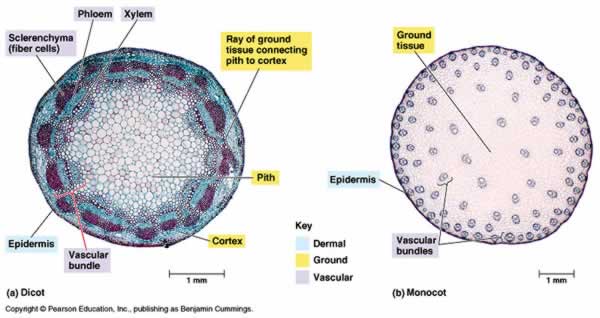 Phloem
Xylem
Sclerenchyma
(fiber cells)
Ray of ground
tissue connecting
pith to cortex
Pith
Cortex
Epidermis
Vascular
bundle
1 mm
(a) Dicot
Key
Dermal
Ground
Vascular
Ground
tissue
Epidermis
Vascular
bundles
1 mm
(b) Monocot
Copyright © Pearson Education, Inc., publishing as Benjamin Cummings.